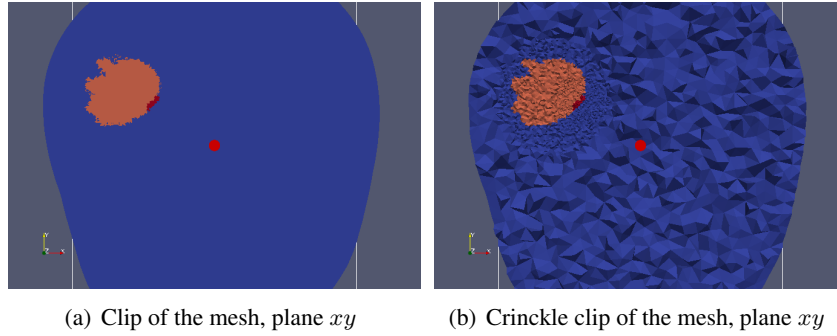 (a) Clip of the mesh, plane xy
(b) Crinckle clip of the mesh, plane xy